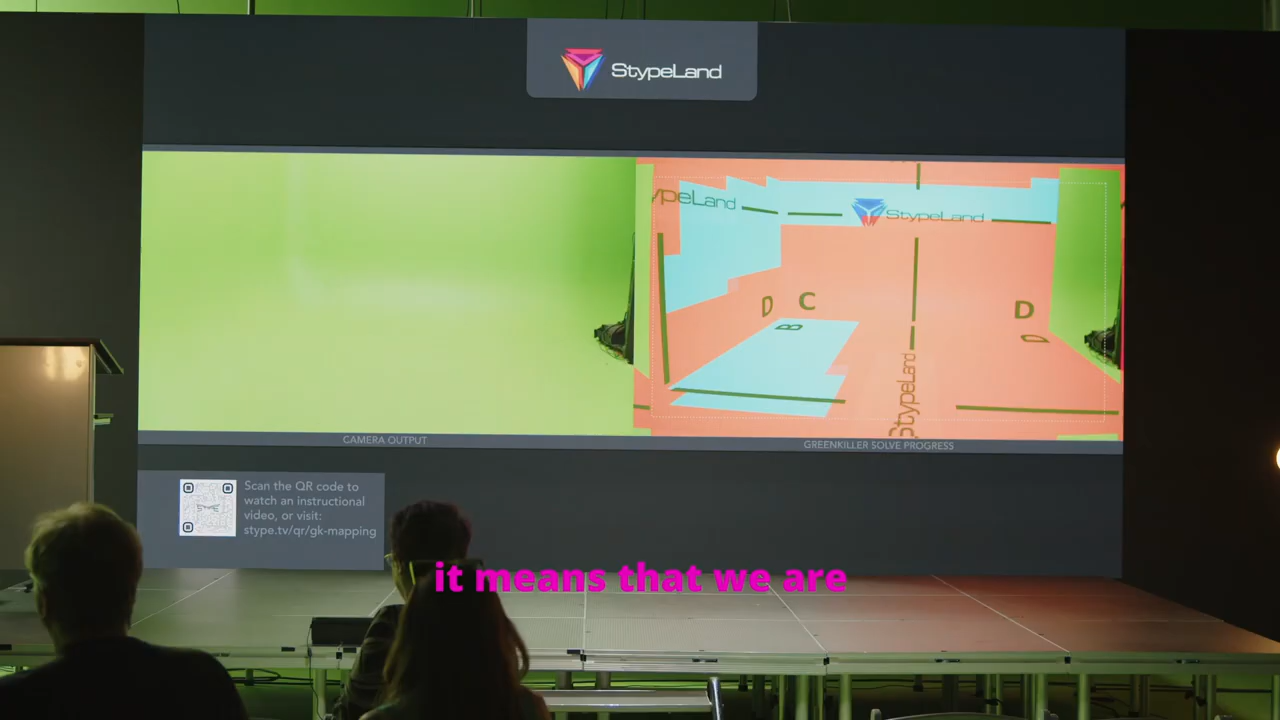 StypeLand
ypeLand
StypeLand
D
C
B
D
D
StypeLand
CAMERA OUTPUT
GREENKILLER SOLVE PROGRESS
Scan the QR code to
watch an instructional
video, or visit:
stype.tv/qr/gk-mapping
it means that we are